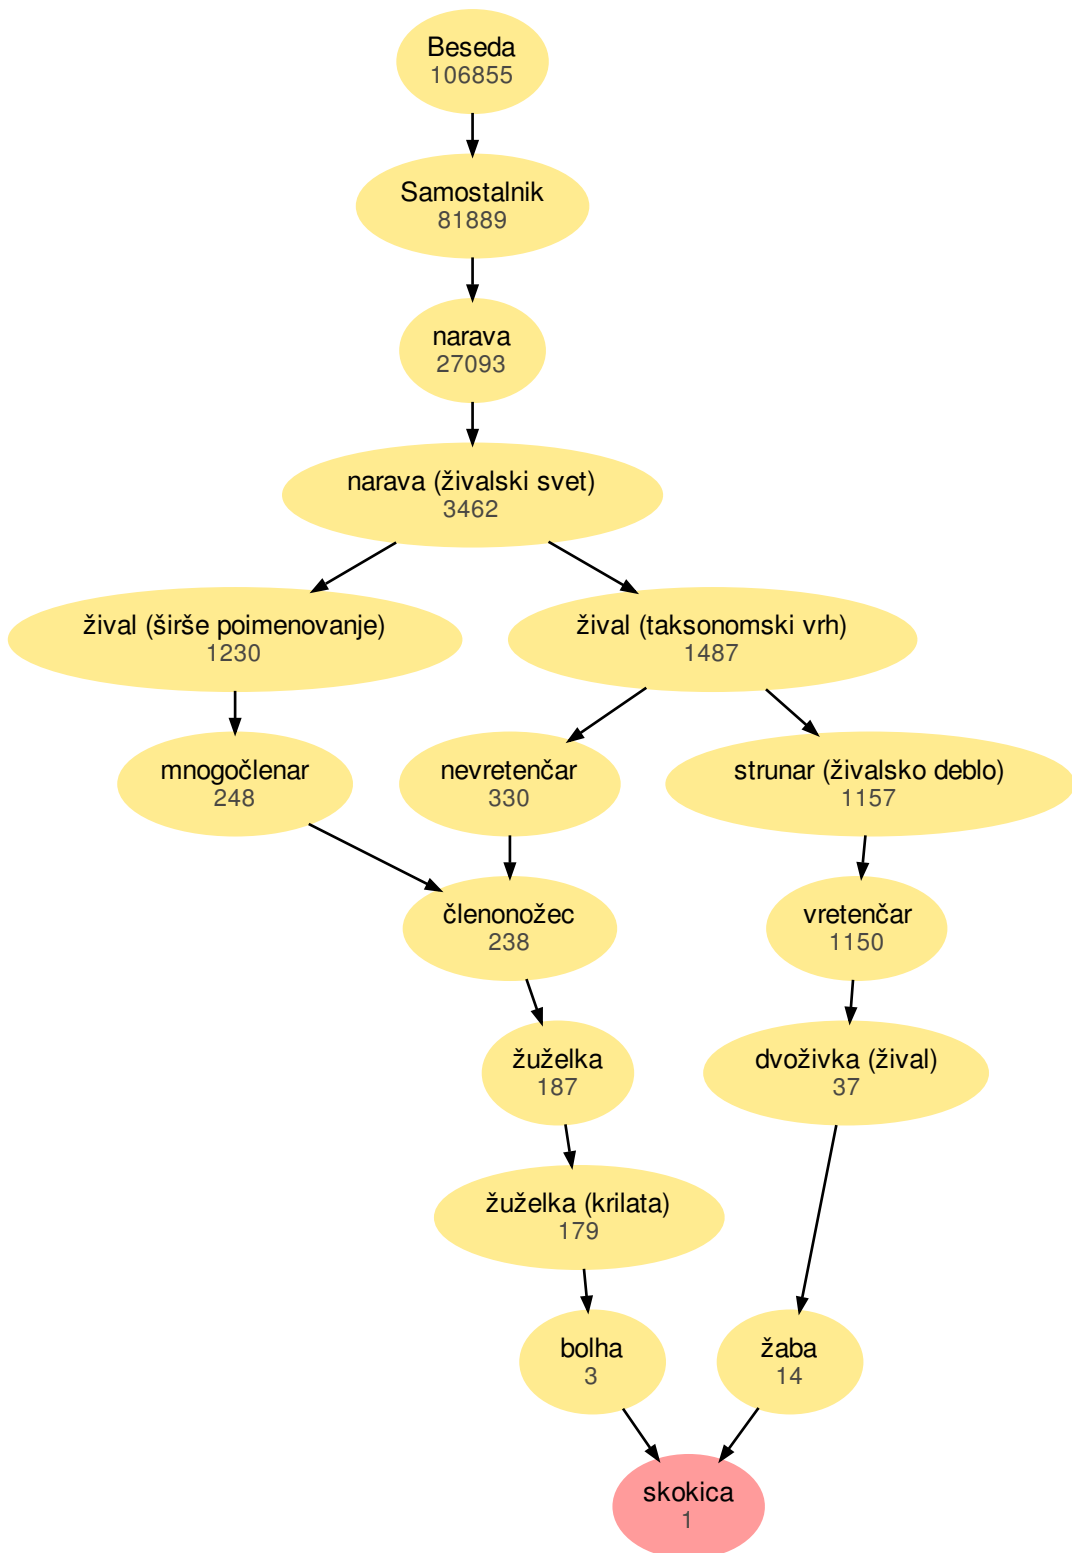 Beseda
106855
Samostalnik
81889
narava
27093
narava (živalski svet)
3462
žival (širše poimenovanje)
1230
žival (taksonomski vrh)
1487
mnogočlenar
248
nevretenčar
330
strunar (živalsko deblo)
1157
členonožec
238
vretenčar
1150
žuželka
187
dvoživka (žival)
37
žuželka (krilata)
179
bolha
3
žaba
14
skokica
1